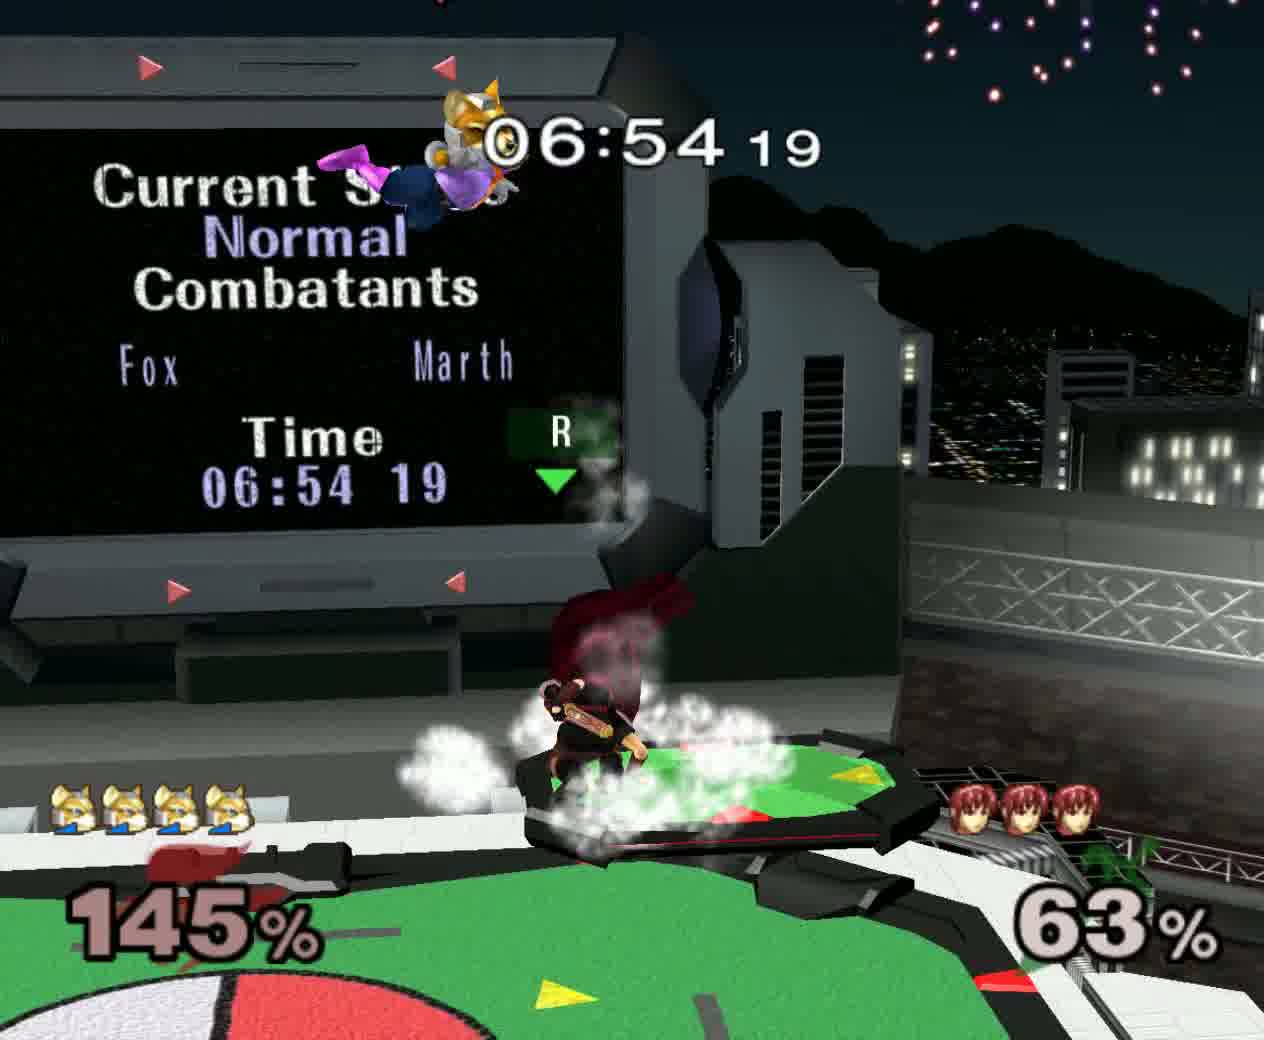 06:54 19
Current S
Normal
Combatants
Fox Marth
Time
R
06:54 19
145%
63%